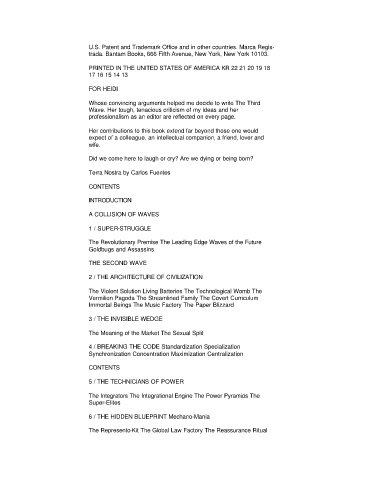 U.S. Patent and Trademark Office and in other countries. Marca Regis-
trada. Bantam Books, 666 Fifth Avenue, New York, New York 10103.
PRINTED IN THE UNITED STATES OF AMERICA KR 22 21 20 19 18
17 16 15 14 13
FOR HEIDI
Whose convincing arguments helped me decide to write The Third
Wave. Her tough, tenacious criticism of my ideas and her
professionalism as an editor are reflected on every page.
Her contributions to this book extend far beyond those one would
expect of a colleague, an intellectual companion, a friend, lover and
wife.
Did we come here to laugh or cry? Are we dying or being born?
Terra Nostra by Carlos Fuentes
CONTENTS
INTRODUCTION
A COLLISION OF WAVES
1 / SUPER-STRUGGLE
The Revolutionary Premise The Leading Edge Waves of the Future
Goldbugs and Assassins
THE SECOND WAVE
2 / THE ARCHITECTURE OF CIVILIZATION
The Violent Solution Living Batteries The Technological Womb The
Vermilion Pagoda The Streamlined Family The Covert Curriculum
Immortal Beings The Music Factory The Paper Blizzard
3 / THE INVISIBLE WEDGE
The Meaning of the Market The Sexual Split
4 / BREAKING THE CODE Standardization Specialization
Synchronization Concentration Maximization Centralization
CONTENTS
5 / THE TECHNICIANS OF POWER
The Integrators The Integrational Engine The Power Pyramids The
Super-Elites
6 / THE HIDDEN BLUEPRINT Mechano-Mania
The Represento-Kit The Global Law Factory The Reassurance Ritual